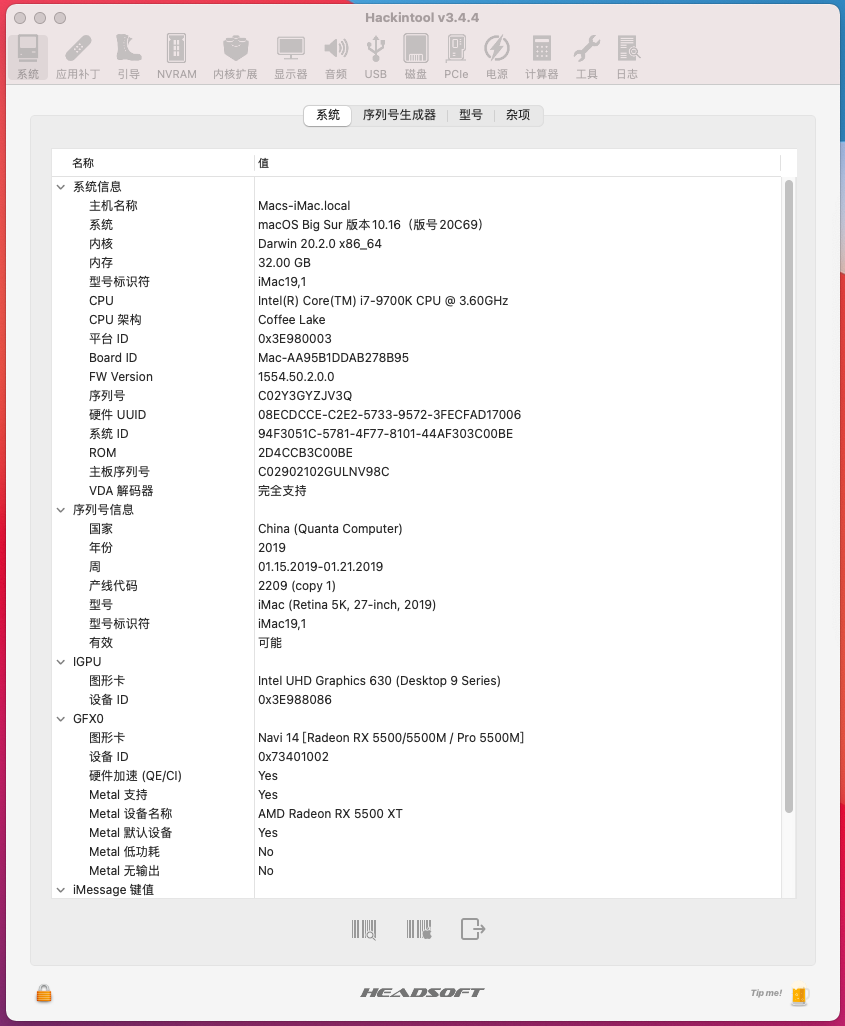 Hackintool v3.4.4
系统 应用补丁 引导 NVRAM 内核扩展 显示器 音频 USB 磁盘 PCIe 电源 计算器 工具 日志
系统 序列号生成器 型号 杂项
名称 值
系统信息
主机名称 Macs-iMac.local
系统 macOS Big Sur 版本10.16（版号20C69）
内核 Darwin 20.2.0 x86_64
内存 32.00 GB
型号标识符 iMac19,1
CPU Intel(R) Core(TM) i7-9700K CPU @ 3.60GHz
CPU 架构 Coffee Lake
平台 ID 0x3E980003
Board ID Mac-AA95B1DDAB278B95
FW Version 1554.50.2.0.0
序列号 C02Y3GYZJV3Q
硬件 UUID 08ECDCCE-C2E2-5733-9572-3FECFAD17006
系统 ID 94F3051C-5781-4F77-8101-44AF303C00BE
ROM 2D4CCB3C00BE
主板序列号 C02902102GULNV98C
VDA 解码器 完全支持
序列号信息
国家 China (Quanta Computer)
年份 2019
周 01.15.2019-01.21.2019
产线代码 2209 (copy 1)
型号 iMac (Retina 5K, 27-inch, 2019)
型号标识符 iMac19,1
有效 可能
IGPU
图形卡 Intel UHD Graphics 630 (Desktop 9 Series)
设备 ID 0x3E988086
GFX0
图形卡 Navi 14 [Radeon RX 5500/5500M / Pro 5500M]
设备 ID 0x73401002
硬件加速 (QE/CI) Yes
Metal 支持 Yes
Metal 设备名称 AMD Radeon RX 5500 XT
Metal 默认设备 Yes
Metal 低功耗 No
Metal 无输出 No
iMessage 键值
HEADSOFT
Tip me!